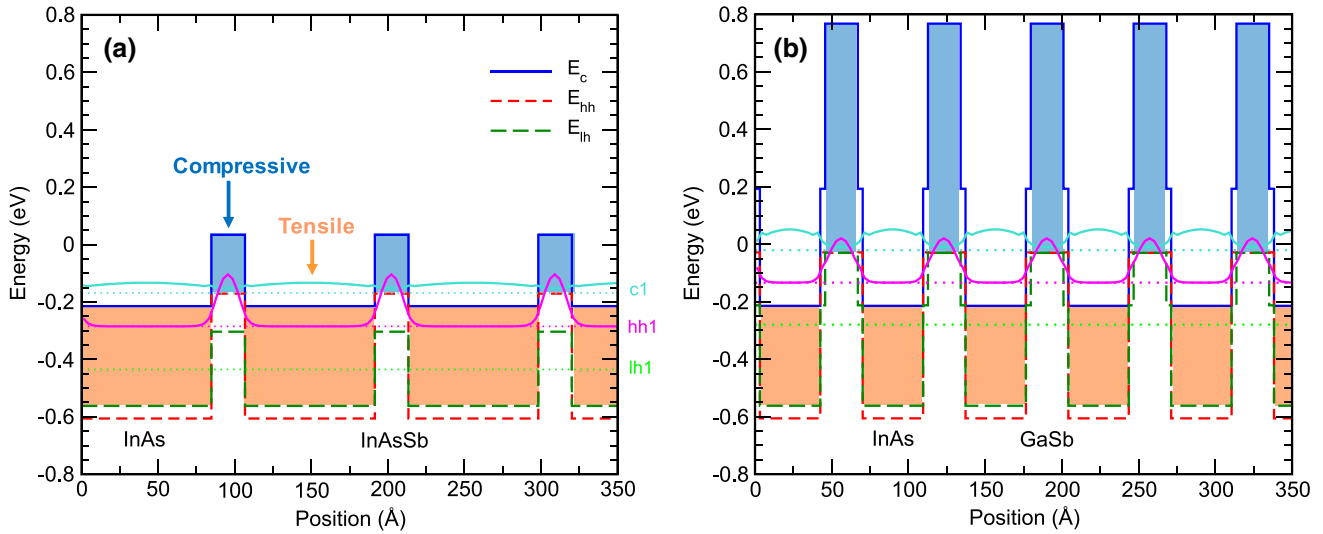 (a)
E_c
E_hh
E_lh
Compressive
Tensile
c1
hh1
lh1
InAs
InAsSb
0.8
0.6
0.4
0.2
0
-0.2
-0.4
-0.6
-0.8
Energy (eV)
0 50 100 150 200 250 300 350
Position (Å)
(b)
InAs
GaSb
0.8
0.6
0.4
0.2
0
-0.2
-0.4
-0.6
-0.8
Energy (eV)
0 50 100 150 200 250 300 350
Position (Å)